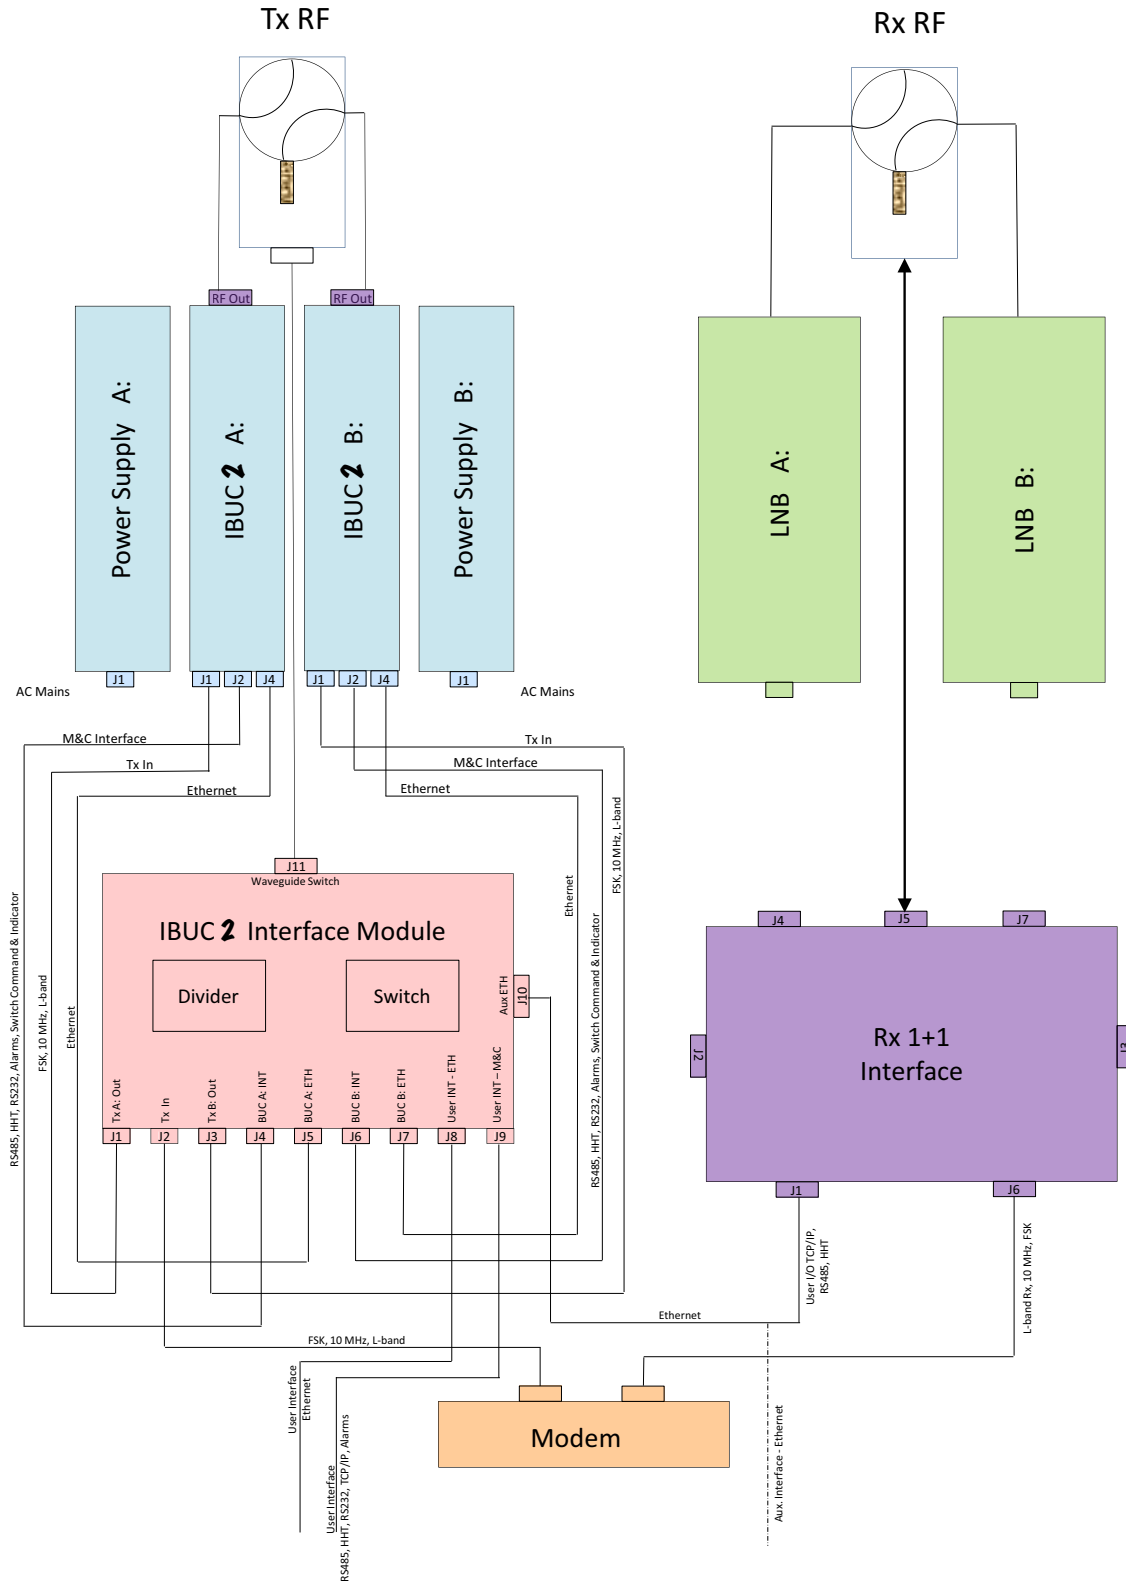 Tx RF
Rx RF
RF Out
RF Out
Power Supply A:
IBUC 2 A:
IBUC 2 B:
Power Supply B:
LNB A:
LNB B:
J1
J1
J2
J4
J1
J2
J4
J1
AC Mains
AC Mains
M&C Interface
Tx In
Ethernet
Tx In
M&C Interface
Ethernet
RS485, HHT, RS232, Alarms, Switch Command & Indicator
FSK, 10 MHz, L-band
Ethernet
Ethernet
RS485, HHT, RS232, Alarms, Switch Command & Indicator
FSK, 10 MHz, L-band
J11
Waveguide Switch
IBUC 2 Interface Module
Divider
Switch
Aux ETH
J10
Tx A: Out
Tx In
Tx B: Out
BUC A: INT
BUC A: ETH
BUC B: INT
BUC B: ETH
User INT - ETH
User INT – M&C
J1
J2
J3
J4
J5
J6
J7
J8
J9
J4
J5
J7
J2
J3
Rx 1+1
Interface
J1
J6
User I/O TCP/IP,
RS485, HHT
L-band Rx, 10 MHz, FSK
Ethernet
FSK, 10 MHz, L-band
User Interface
Ethernet
User Interface
RS485, HHT, RS232, TCP/IP, Alarms
Modem
Aux. Interface - Ethernet